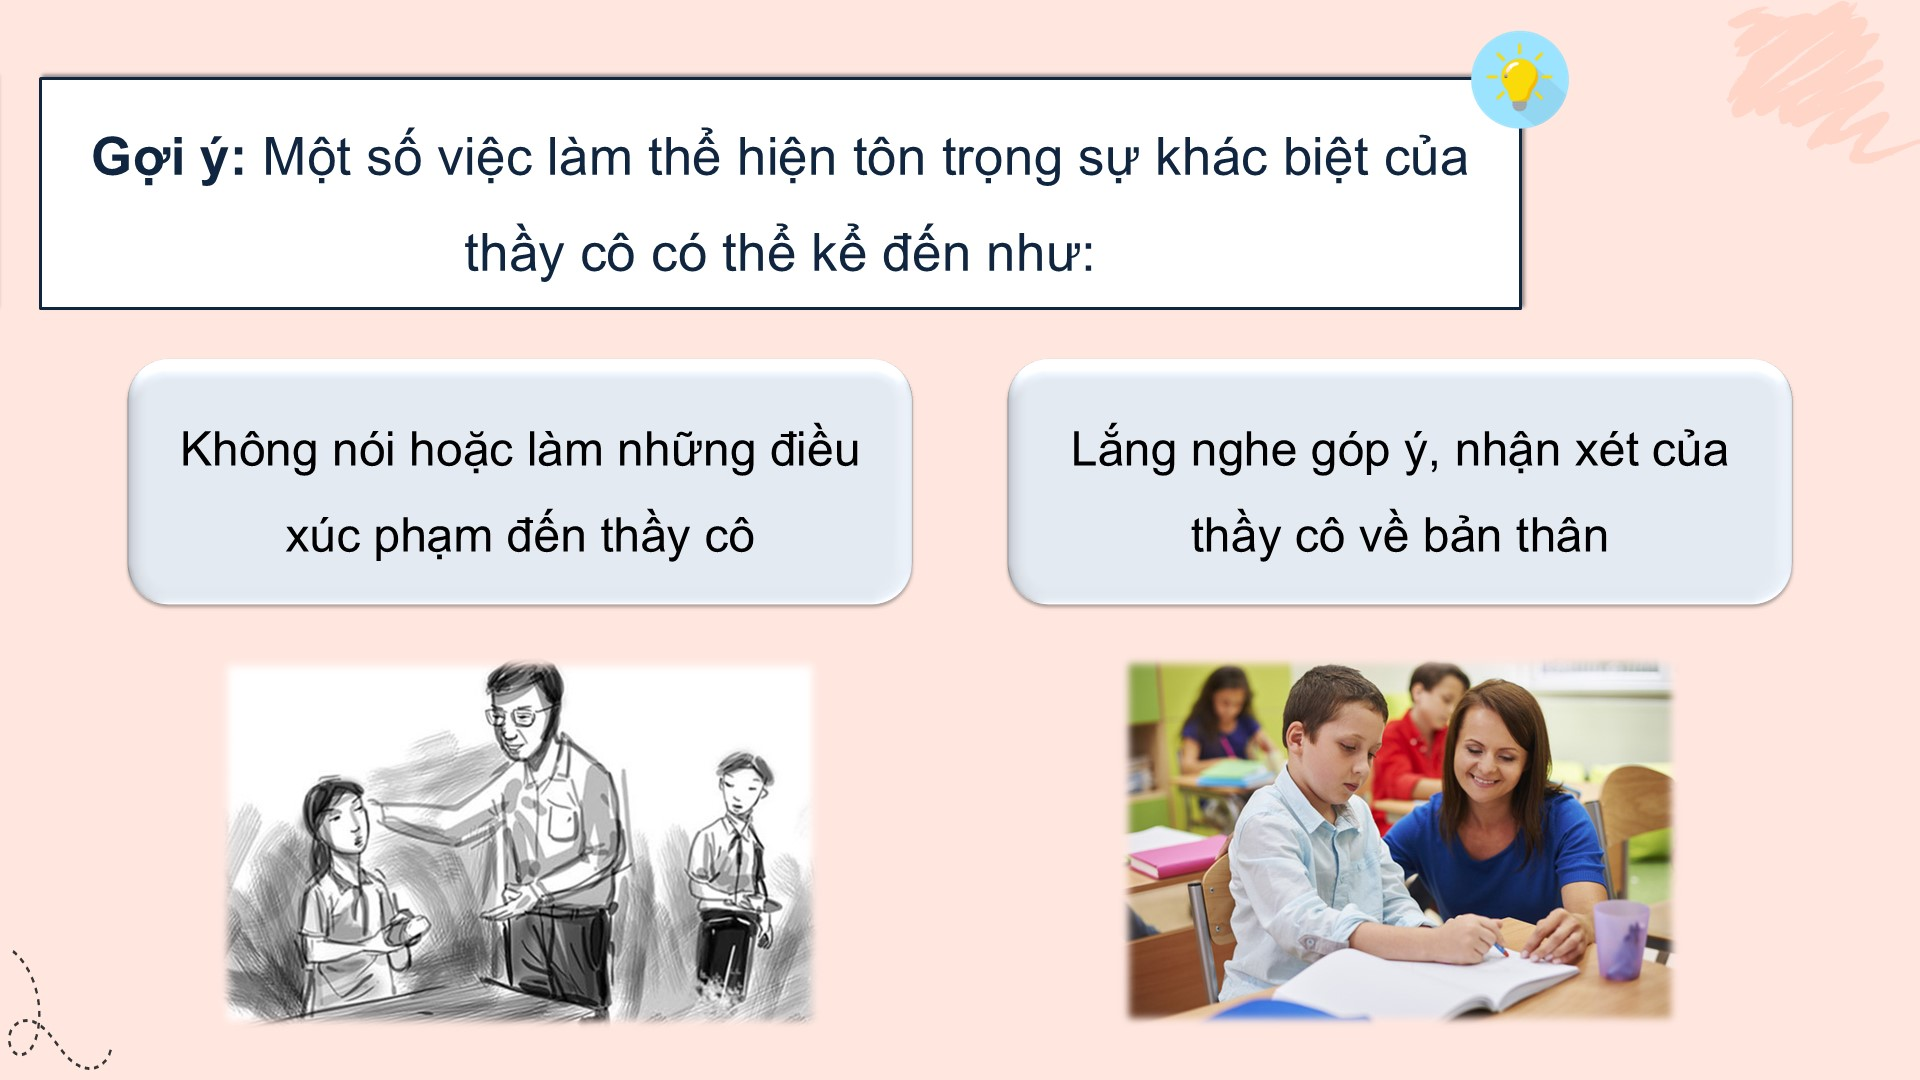 Gợi ý: Một số việc làm thể hiện tôn trọng sự khác biệt của
thầy cô có thể kể đến như:
Không nói hoặc làm những điều
xúc phạm đến thầy cô
Lắng nghe góp ý, nhận xét của
thầy cô về bản thân